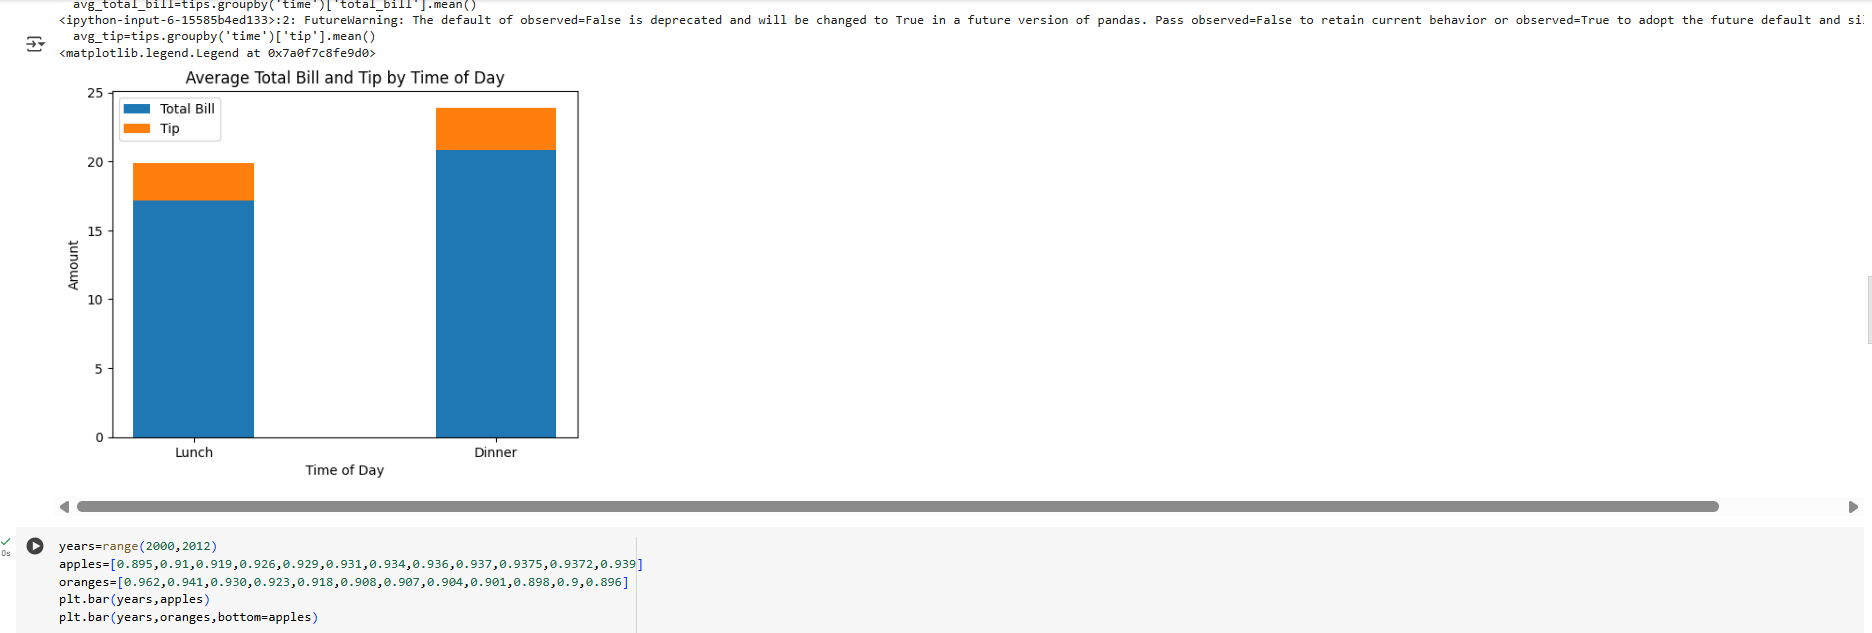 avg_total_bill=tips.groupby('time')['total_bill'].mean()
<ipython-input-6-15585b4ed133>:2: FutureWarning: The default of observed=False is deprecated and will be changed to True in a future version of pandas. Pass observed=False to retain current behavior or observed=True to adopt the future default and sil
avg_tip=tips.groupby('time')['tip'].mean()
<matplotlib.legend.Legend at 0x7a0f7c8fe9d0>
Average Total Bill and Tip by Time of Day
Total Bill
Tip
25
20
15
10
5
0
Amount
Lunch
Dinner
Time of Day
0s
years=range(2000,2012)
apples=[0.895,0.91,0.919,0.926,0.929,0.931,0.934,0.936,0.937,0.9375,0.9372,0.939]
oranges=[0.962,0.941,0.930,0.923,0.918,0.908,0.907,0.904,0.901,0.898,0.9,0.896]
plt.bar(years,apples)
plt.bar(years,oranges,bottom=apples)